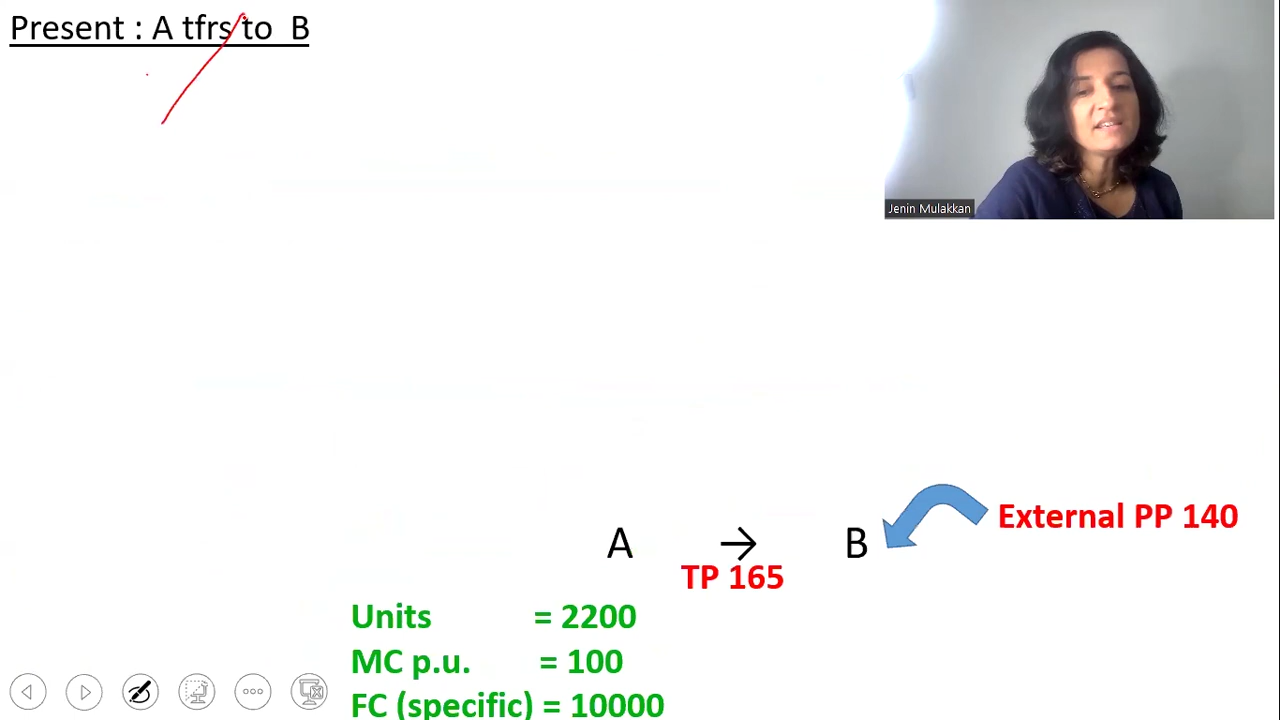 Present : A tfrs to B
Jenin Mulakkan
External PP 140
A → B
TP 165
Units = 2200
MC p.u. = 100
FC (specific) = 10000